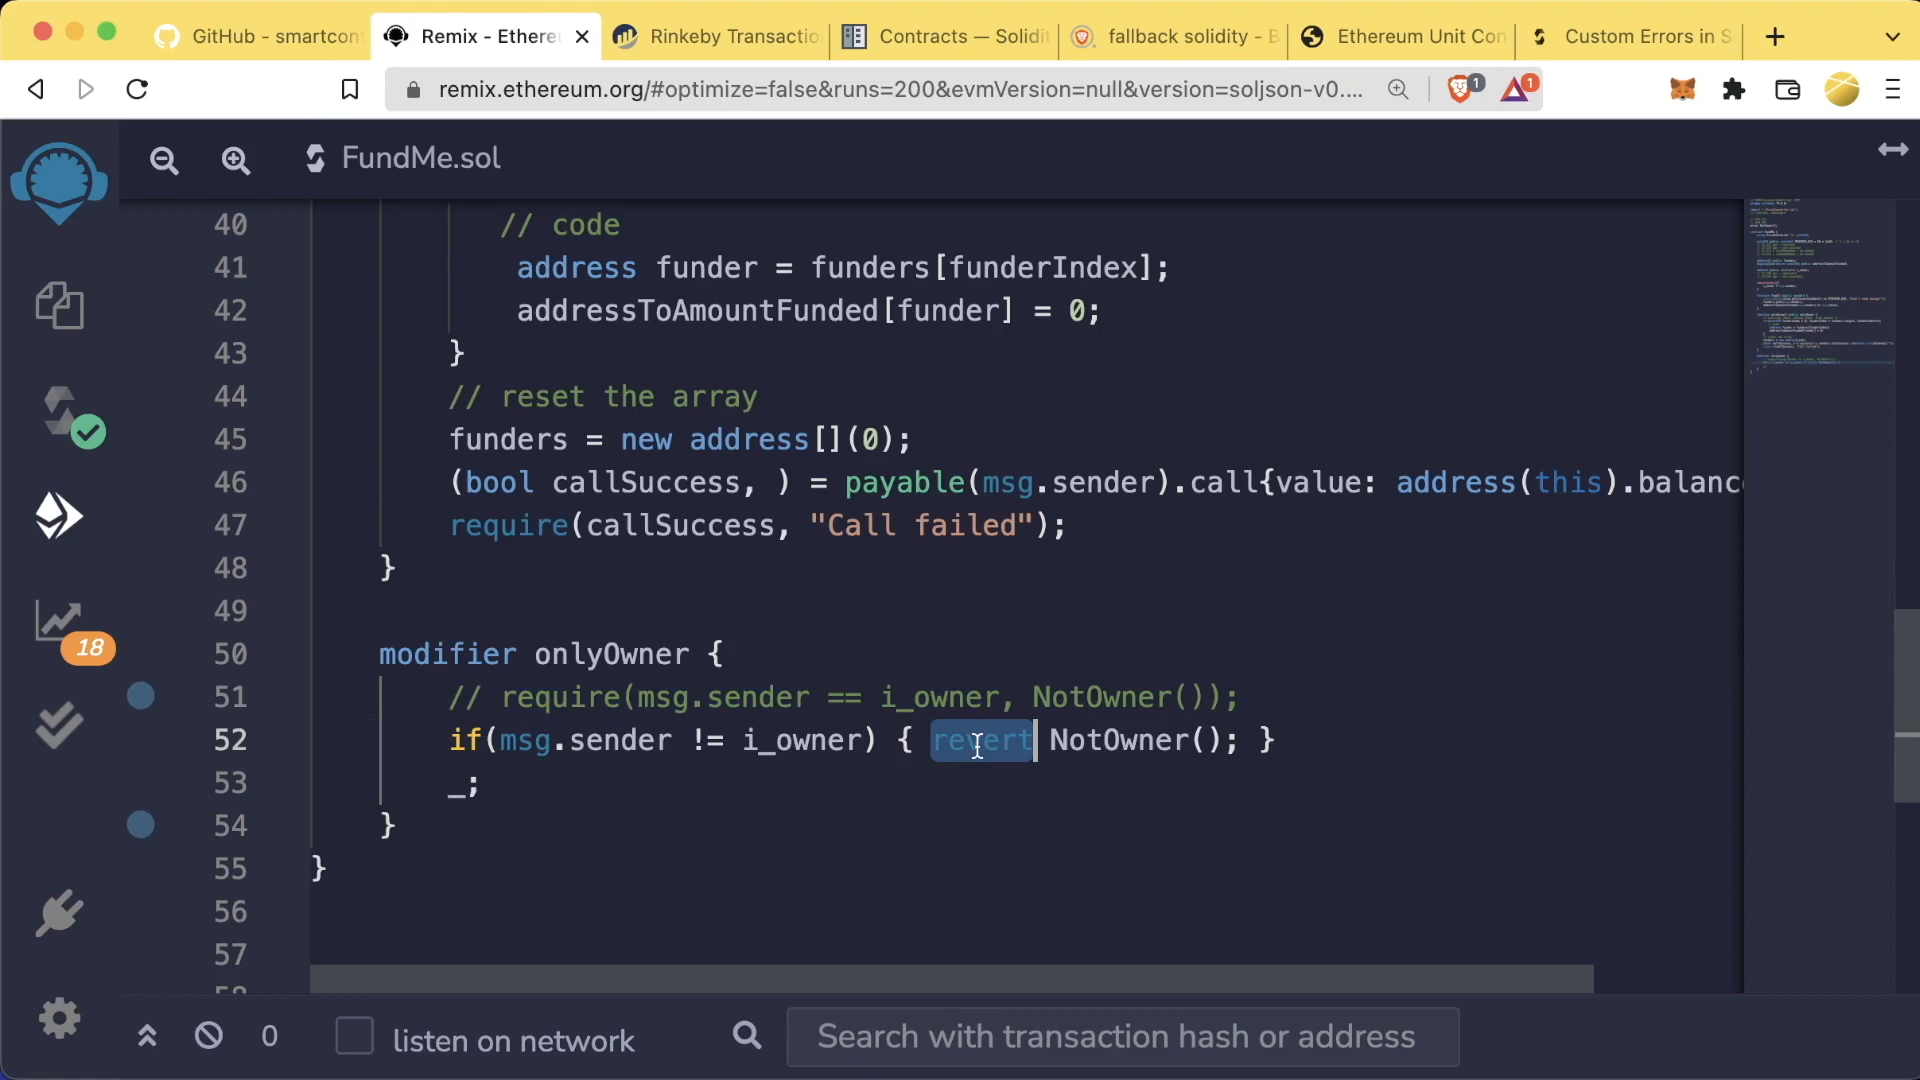 GitHub - smartcon
Remix - Ethere
Rinkeby Transactio
Contracts — Solidit
fallback solidity - B
Ethereum Unit Con
Custom Errors in S
remix.ethereum.org/#optimize=false&runs=200&evmVersion=null&version=soljson-v0....
1
1
FundMe.sol
40 // code
41 address funder = funders[funderIndex];
42 addressToAmountFunded[funder] = 0;
43 }
44 // reset the array
45 funders = new address[](0);
46 (bool callSuccess, ) = payable(msg.sender).call{value: address(this).balance
47 require(callSuccess, "Call failed");
48 }
49
50 modifier onlyOwner {
51 // require(msg.sender == i_owner, NotOwner());
52 if(msg.sender != i_owner) { revert NotOwner(); }
53 _;
54 }
55 }
56
57
18
0
listen on network
Search with transaction hash or address